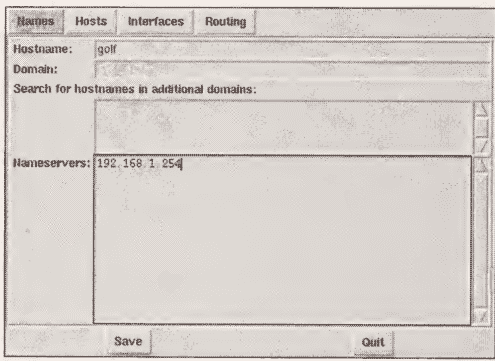 Names Hosts Interfaces Routing
Hostname: golf
Domain:
Search for hostnames in additional domains:
Nameservers: 192.168.1.254
Save Quit